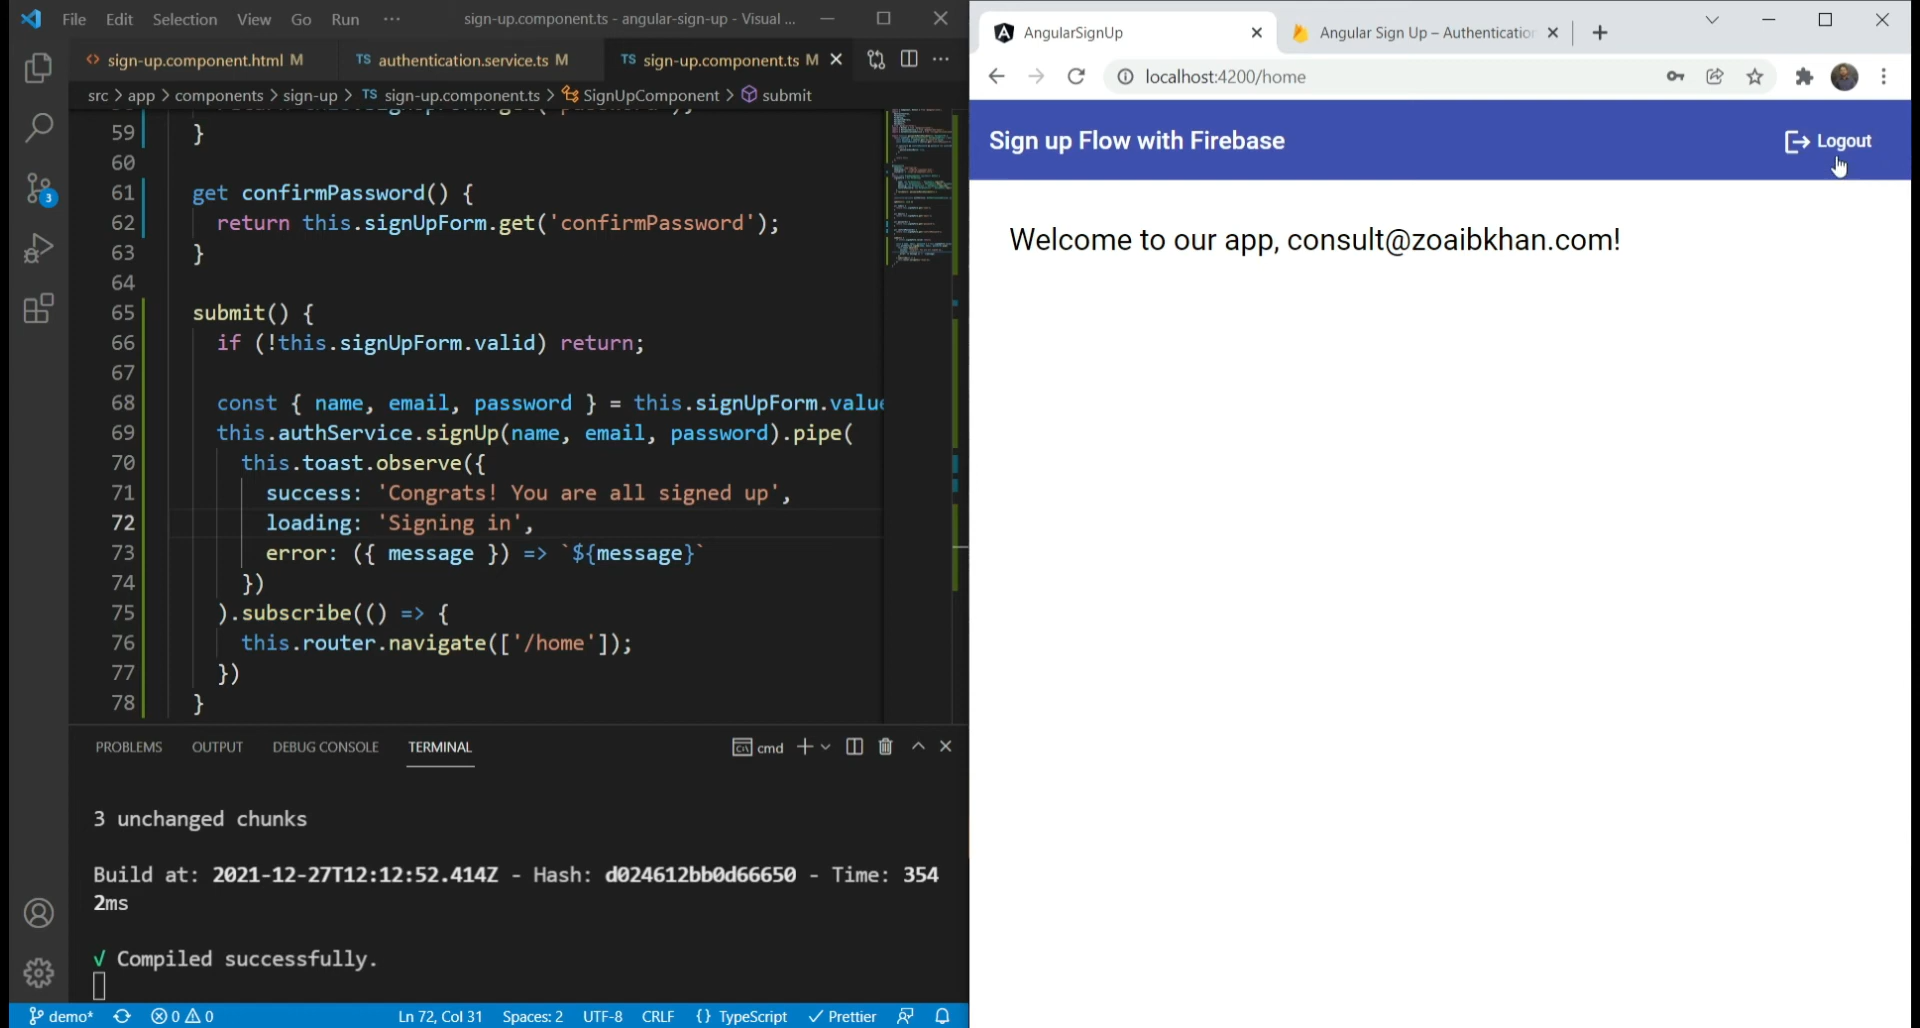 File Edit Selection View Go Run ··· sign-up.component.ts - angular-sign-up - Visual ...
sign-up.component.html M TS authentication.service.ts M TS sign-up.component.ts M
src > app > components > sign-up > TS sign-up.component.ts > SignUpComponent > submit
59 }
60
61 get confirmPassword() {
62 return this.signUpForm.get('confirmPassword');
63 }
64
65 submit() {
66 if (!this.signUpForm.valid) return;
67
68 const { name, email, password } = this.signUpForm.value
69 this.authService.signUp(name, email, password).pipe(
70 this.toast.observe({
71 success: 'Congrats! You are all signed up',
72 loading: 'Signing in',
73 error: ({ message }) => `${message}`
74 })
75 ).subscribe(() => {
76 this.router.navigate(['/home']);
77 })
78 }
PROBLEMS OUTPUT DEBUG CONSOLE TERMINAL cmd
3 unchanged chunks
Build at: 2021-12-27T12:12:52.414Z - Hash: d024612bb0d66650 - Time: 354
2ms
√ Compiled successfully.
demo* 0 0 Ln 72, Col 31 Spaces: 2 UTF-8 CRLF {} TypeScript Prettier
3
AngularSignUp Angular Sign Up – Authentication
localhost:4200/home
Sign up Flow with Firebase Logout
Welcome to our app, consult@zoaibkhan.com!